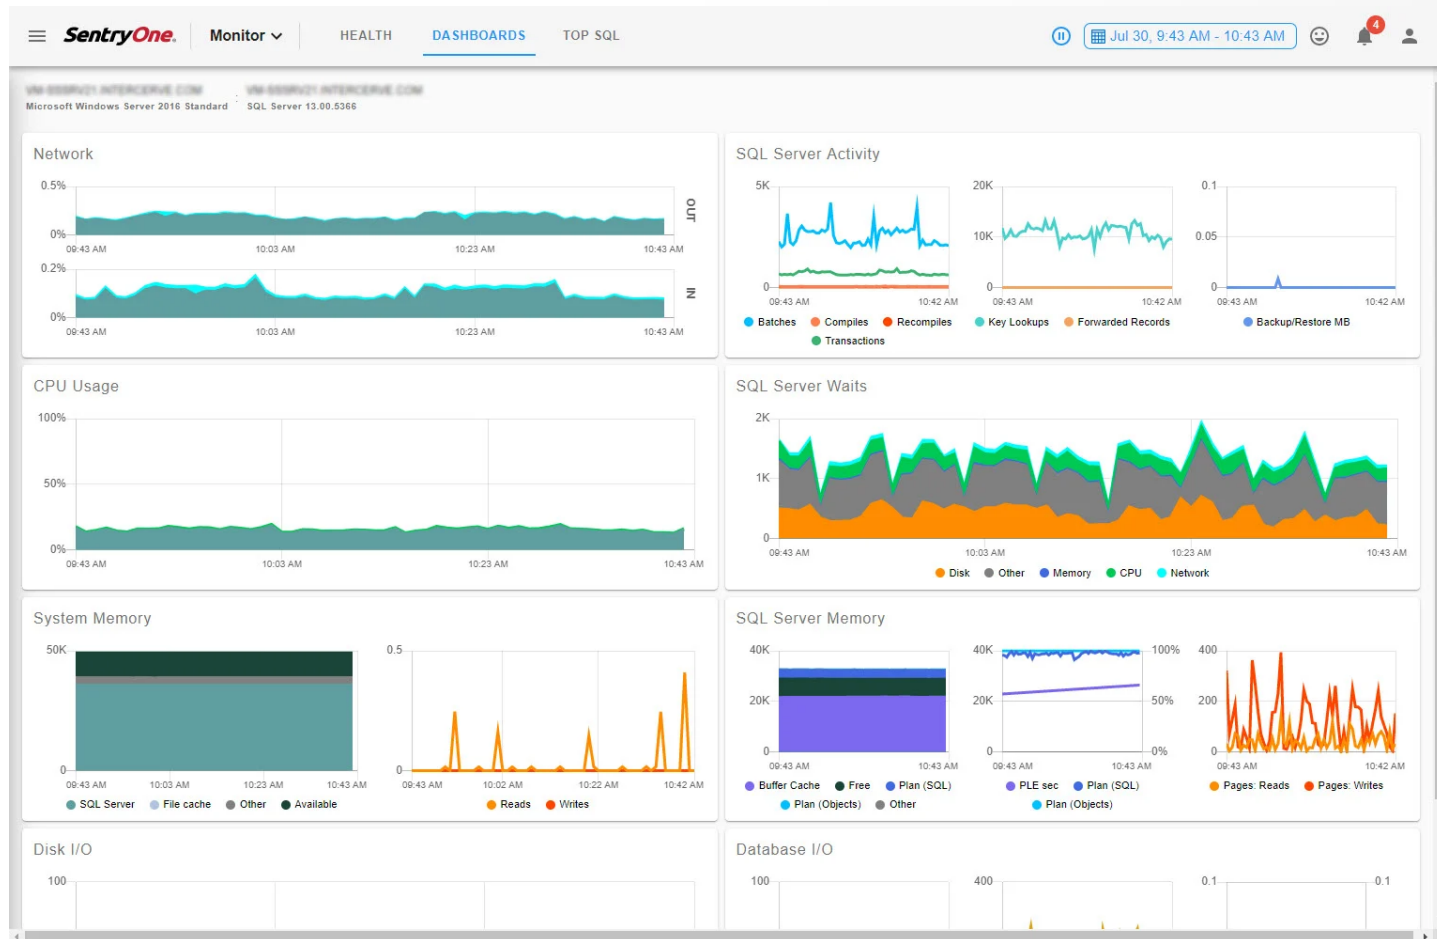 SentryOne. Monitor HEALTH DASHBOARDS TOP SQL Jul 30, 9:43 AM - 10:43 AM 4
Microsoft Windows Server 2016 Standard : SQL Server 13.00.5366
Network
0.5%
0%
OUT
09:43 AM 10:03 AM 10:23 AM 10:43 AM
0.2%
0%
IN
09:43 AM 10:03 AM 10:23 AM 10:43 AM
SQL Server Activity
5K 20K 0.1
10K 0.05
0 0 0
09:43 AM 10:42 AM 09:43 AM 10:42 AM 09:43 AM 10:42 AM
Batches Compiles Recompiles Key Lookups Forwarded Records Backup/Restore MB
Transactions
CPU Usage
100%
50%
0%
09:43 AM 10:03 AM 10:23 AM 10:43 AM
SQL Server Waits
2K
1K
0
09:43 AM 10:03 AM 10:23 AM 10:43 AM
Disk Other Memory CPU Network
System Memory
50K 0.5
0 0
09:43 AM 10:03 AM 10:23 AM 10:43 AM 09:43 AM 10:02 AM 10:22 AM 10:42 AM
SQL Server File cache Other Available Reads Writes
SQL Server Memory
40K 40K 100% 400
20K 20K 50% 200
0 0 0% 0
09:43 AM 10:43 AM 09:43 AM 10:43 AM 09:43 AM 10:42 AM
Buffer Cache Free Plan (SQL) PLE sec Plan (SQL) Pages: Reads Pages: Writes
Plan (Objects) Other Plan (Objects)
Disk I/O
100
Database I/O
100 400 0.1 0.1